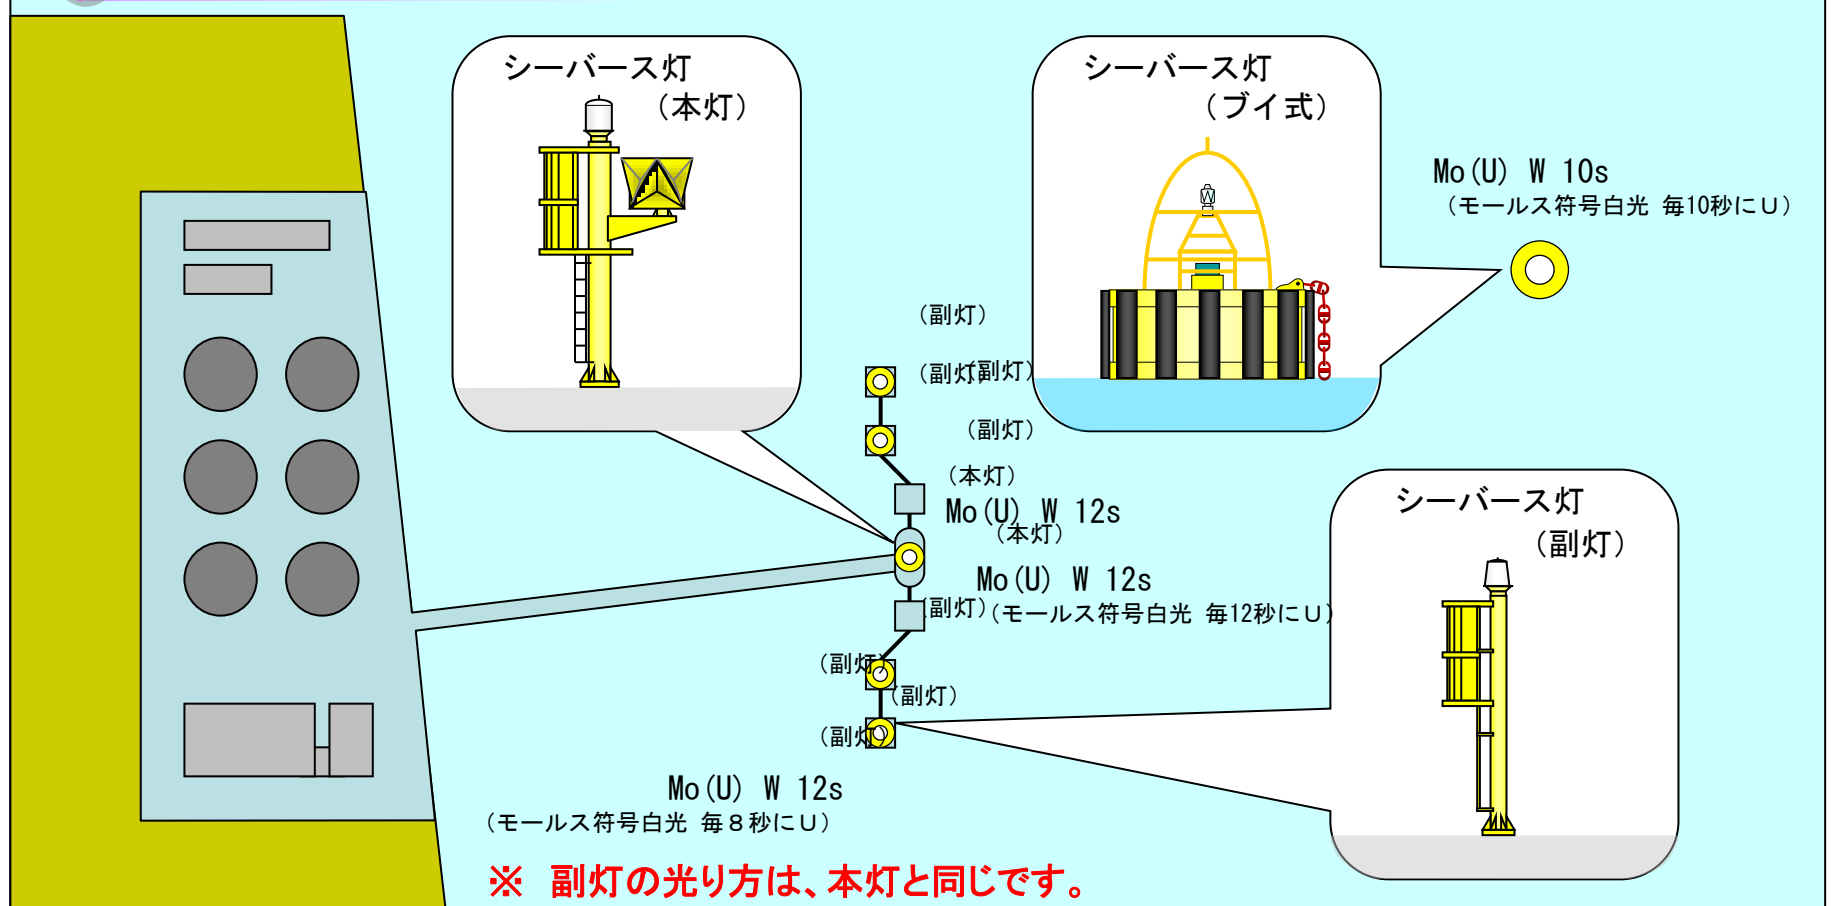 シーバース灯
（本灯）
シーバース灯
（ブイ式）
Mo(U) W 10s
（モールス符号白光 毎10秒にU）
（副灯）
（副灯）
（副灯）
（副灯）
（本灯）
Mo(U) W 12s
（本灯）
Mo(U) W 12s
（副灯）
（モールス符号白光 毎12秒にU）
シーバース灯
（副灯）
（副灯）
（副灯）
（副灯）
Mo(U) W 12s
（モールス符号白光 毎８秒にU）
※ 副灯の光り方は、本灯と同じです。